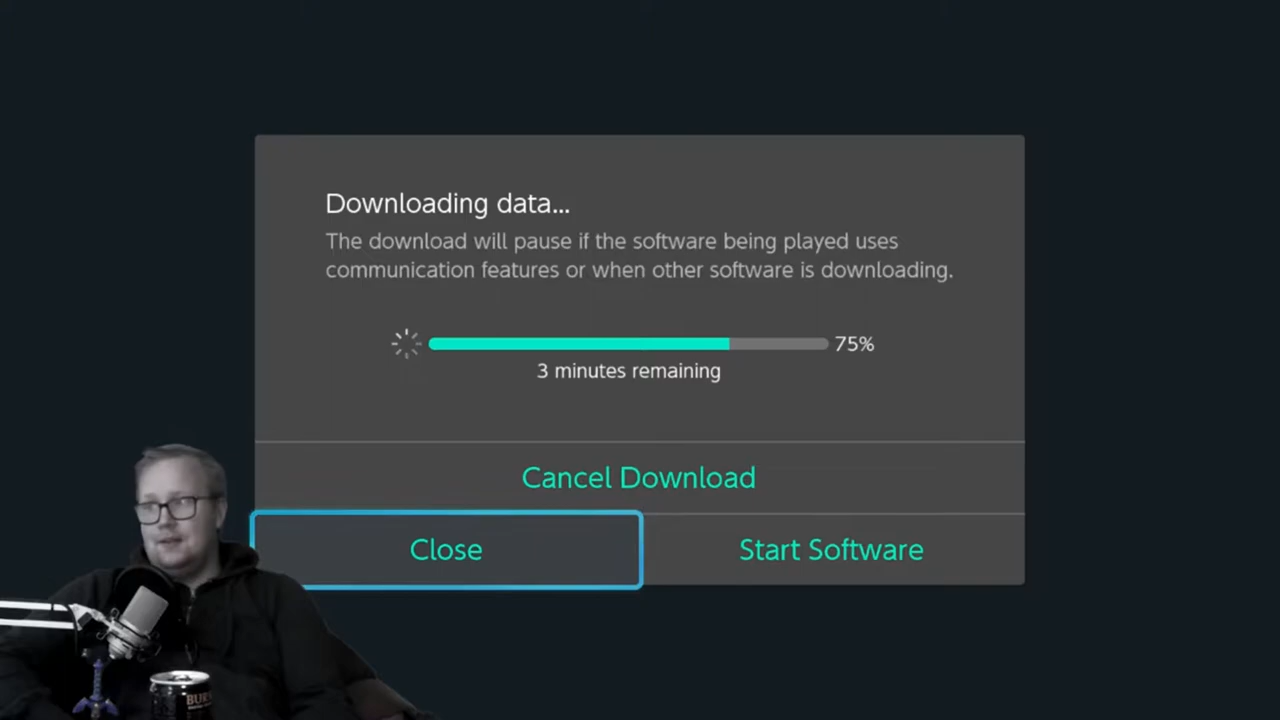 Downloading data...
The download will pause if the software being played uses
communication features or when other software is downloading.
75%
3 minutes remaining
Cancel Download
Close
Start Software